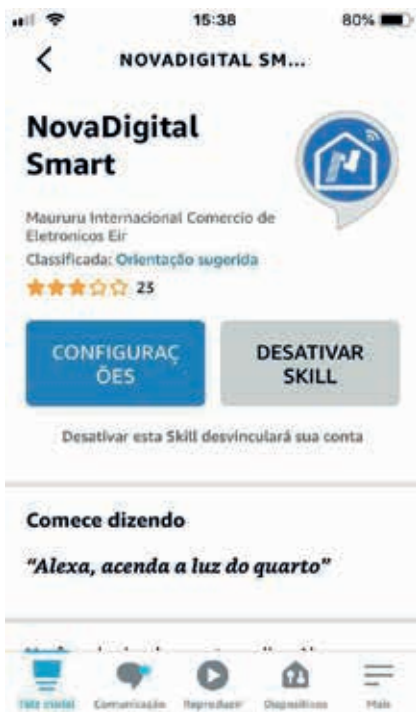 15:38
80%
NOVADIGITAL SM...
NovaDigital
Smart
Maururu Internacional Comercio de
Eletronicos Eir
Classificada: Orientação sugerida
23
CONFIGURAÇ
ÕES
DESATIVAR
SKILL
Desativar esta Skill desvinculará sua conta
Comece dizendo
"Alexa, acenda a luz do quarto"
Comunicação
Reproduzir
Dispositivos
Mais